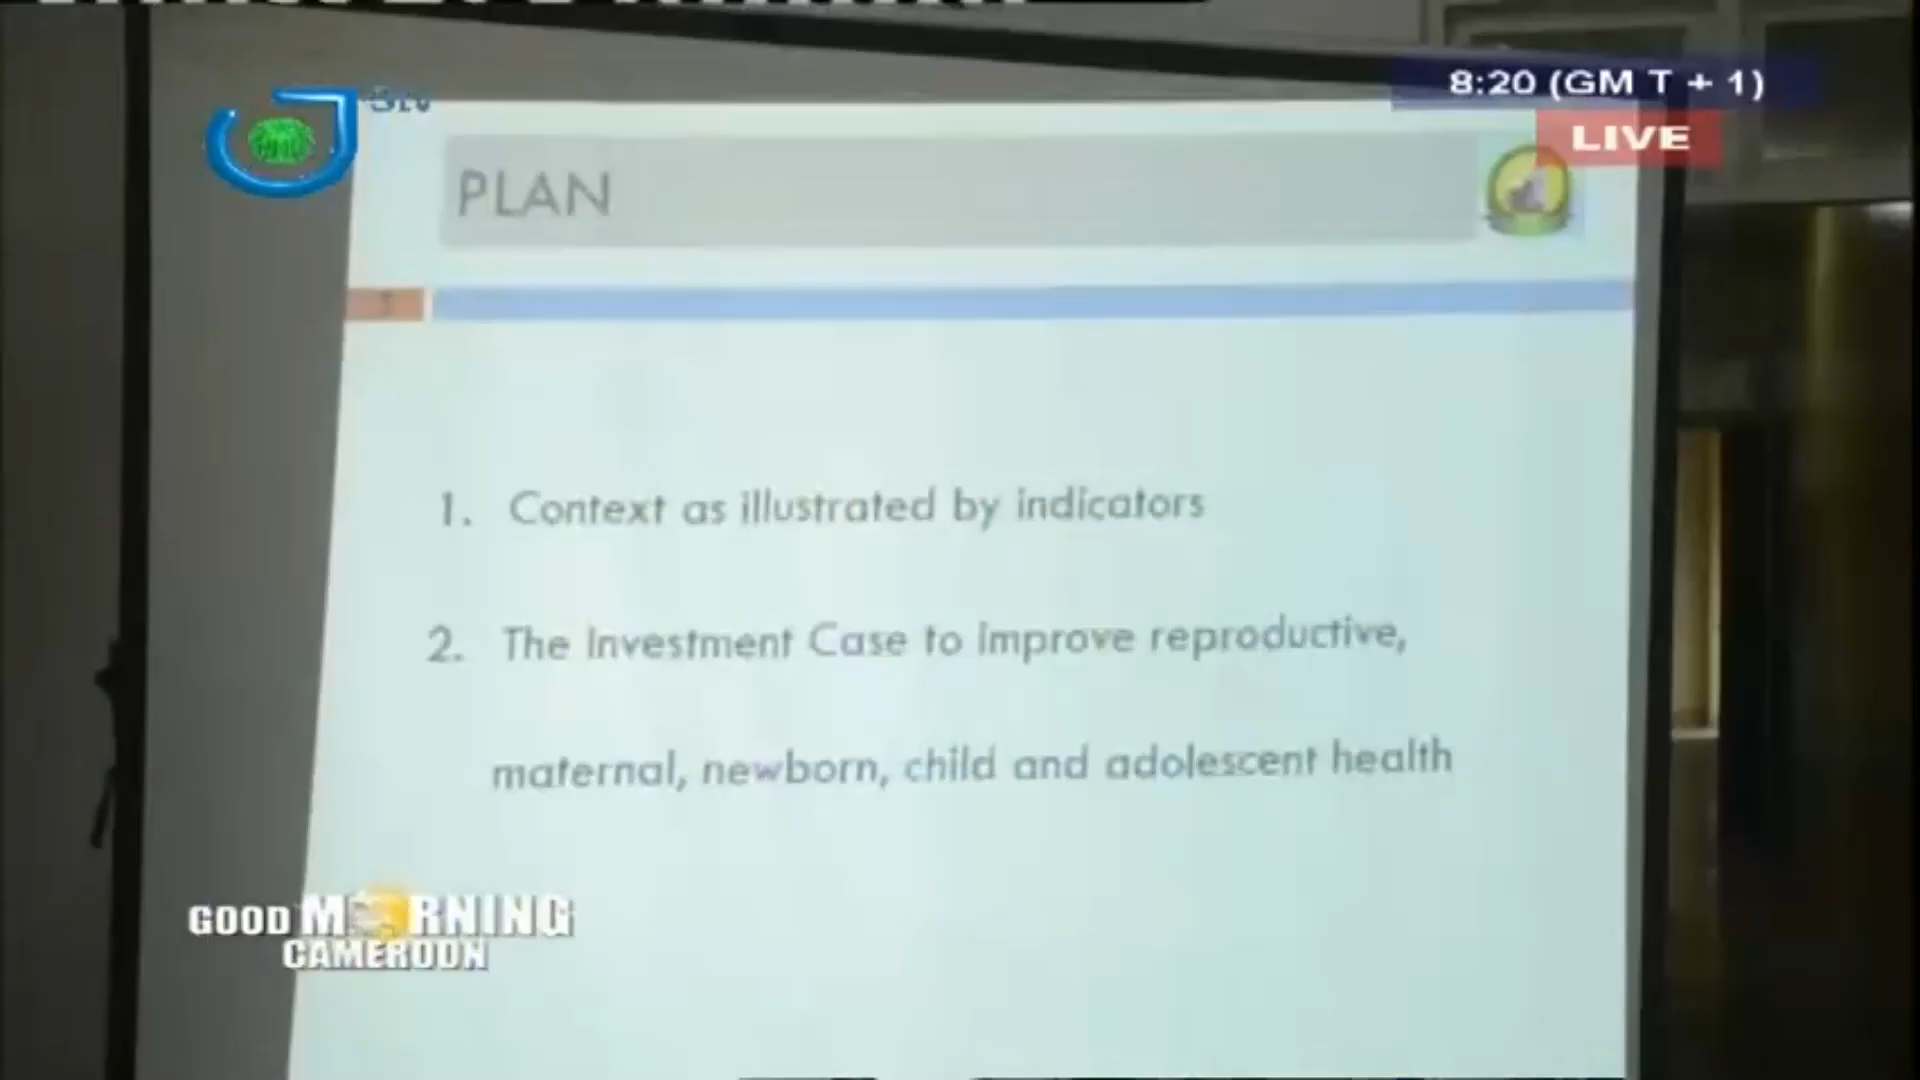 8:20 (GM T + 1)
LIVE
PLAN
1. Context as illustrated by indicators
2. The Investment Case to improve reproductive,
maternal, newborn, child and adolescent health
GOOD MORNING
CAMEROON